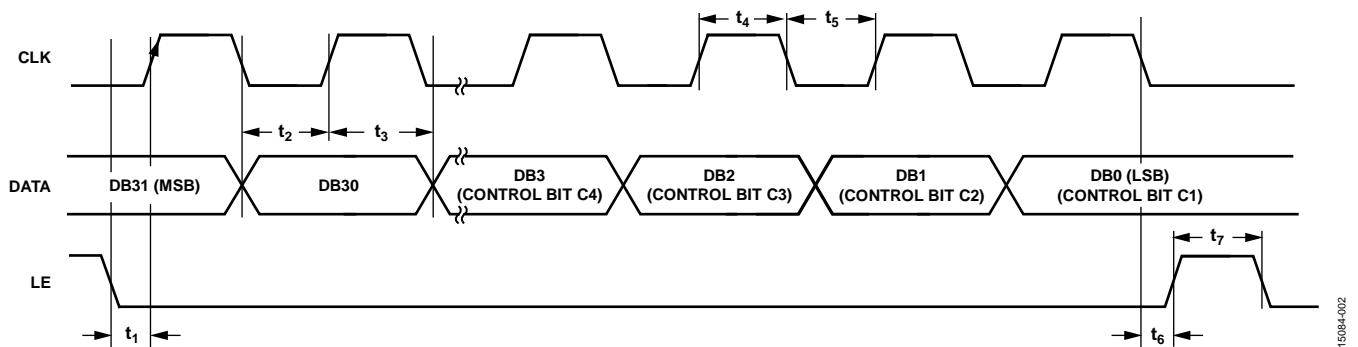 t4 t5
CLK
t2 t3
DATA
DB31 (MSB)
DB30
DB3
(CONTROL BIT C4)
DB2
(CONTROL BIT C3)
DB1
(CONTROL BIT C2)
DB0 (LSB)
(CONTROL BIT C1)
t7
LE
t1
t6
15084-002